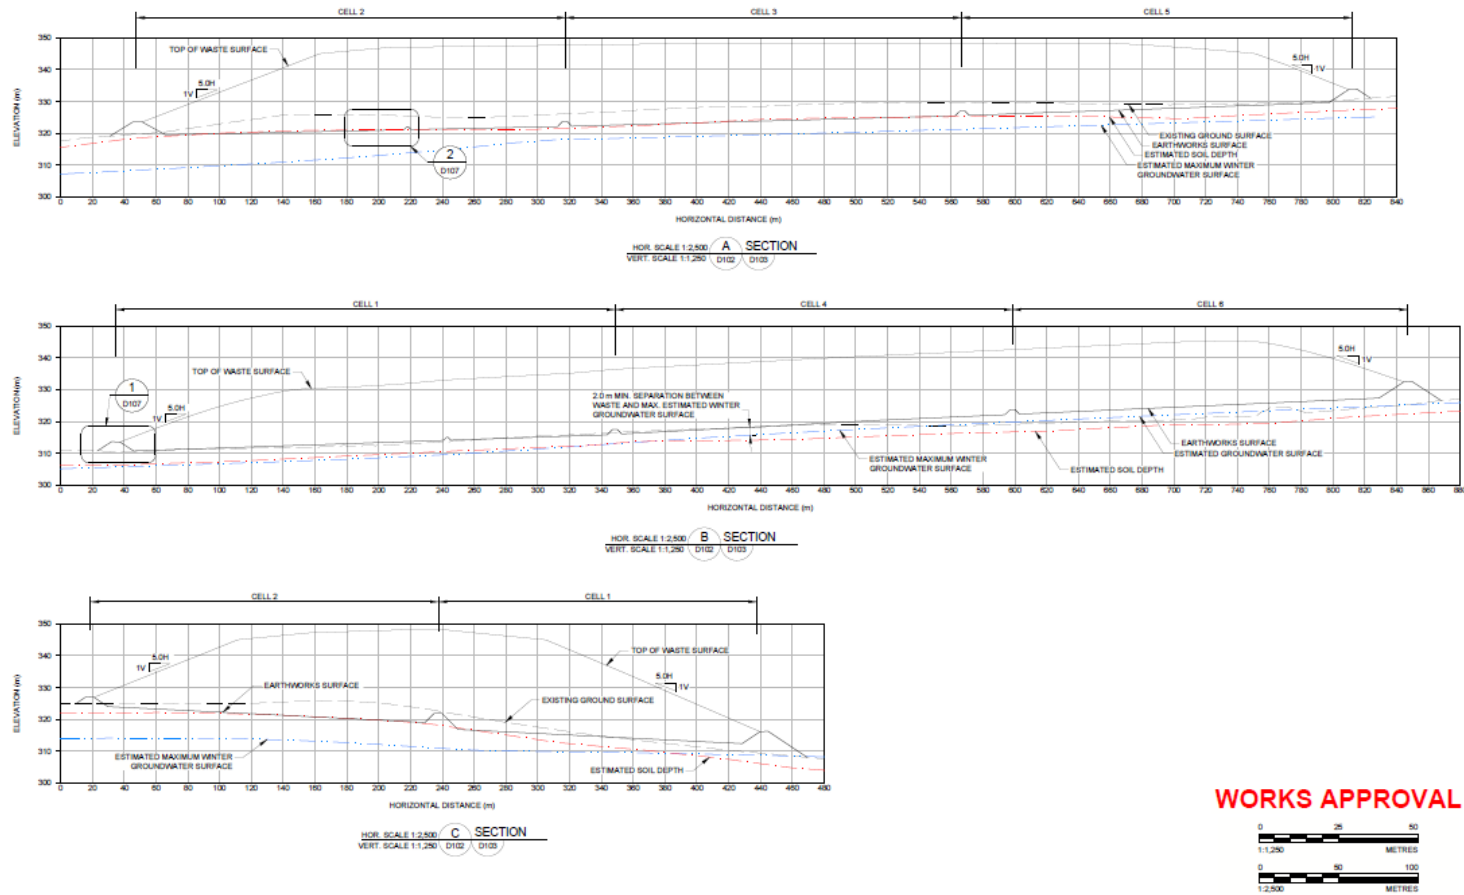 CELL 2 CELL 3 CELL 5
350
340
330
320
310
300
ELEVATION (m)
TOP OF WASTE SURFACE
5.0H
1V
5.0H
1V
2
D107
EXISTING GROUND SURFACE
EARTHWORKS SURFACE
ESTIMATED SOIL DEPTH
ESTIMATED MAXIMUM WINTER
GROUNDWATER SURFACE
0 20 40 60 80 100 120 140 160 180 200 220 240 260 280 300 320 340 360 380 400 420 440 460 480 500 520 540 560 580 600 620 640 660 680 700 720 740 760 780 800 820 840
HORIZONTAL DISTANCE (m)
HOR. SCALE 1:2,500 A SECTION
VERT. SCALE 1:1,250 D102 D103
CELL 1 CELL 4 CELL 6
350
340
330
320
310
300
ELEVATION (m)
1
D107
TOP OF WASTE SURFACE
5.0H
1V
5.0H
1V
2.0 m MIN. SEPARATION BETWEEN
WASTE AND MAX. ESTIMATED WINTER
GROUNDWATER SURFACE
EARTHWORKS SURFACE
ESTIMATED GROUNDWATER SURFACE
ESTIMATED MAXIMUM WINTER
GROUNDWATER SURFACE
ESTIMATED SOIL DEPTH
0 20 40 60 80 100 120 140 160 180 200 220 240 260 280 300 320 340 360 380 400 420 440 460 480 500 520 540 560 580 600 620 640 660 680 700 720 740 760 780 800 820 840 860 880
HORIZONTAL DISTANCE (m)
HOR. SCALE 1:2,500 B SECTION
VERT. SCALE 1:1,250 D102 D103
CELL 2 CELL 1
350
340
330
320
310
300
ELEVATION (m)
5.0H
1V
TOP OF WASTE SURFACE
5.0H
1V
EARTHWORKS SURFACE
EXISTING GROUND SURFACE
ESTIMATED MAXIMUM WINTER
GROUNDWATER SURFACE
ESTIMATED SOIL DEPTH
0 20 40 60 80 100 120 140 160 180 200 220 240 260 280 300 320 340 360 380 400 420 440 460 480
HORIZONTAL DISTANCE (m)
HOR. SCALE 1:2,500 C SECTION
VERT. SCALE 1:1,250 D102 D103
WORKS APPROVAL
0 25 50
1:1,250 METRES
0 50 100
1:2,500 METRES